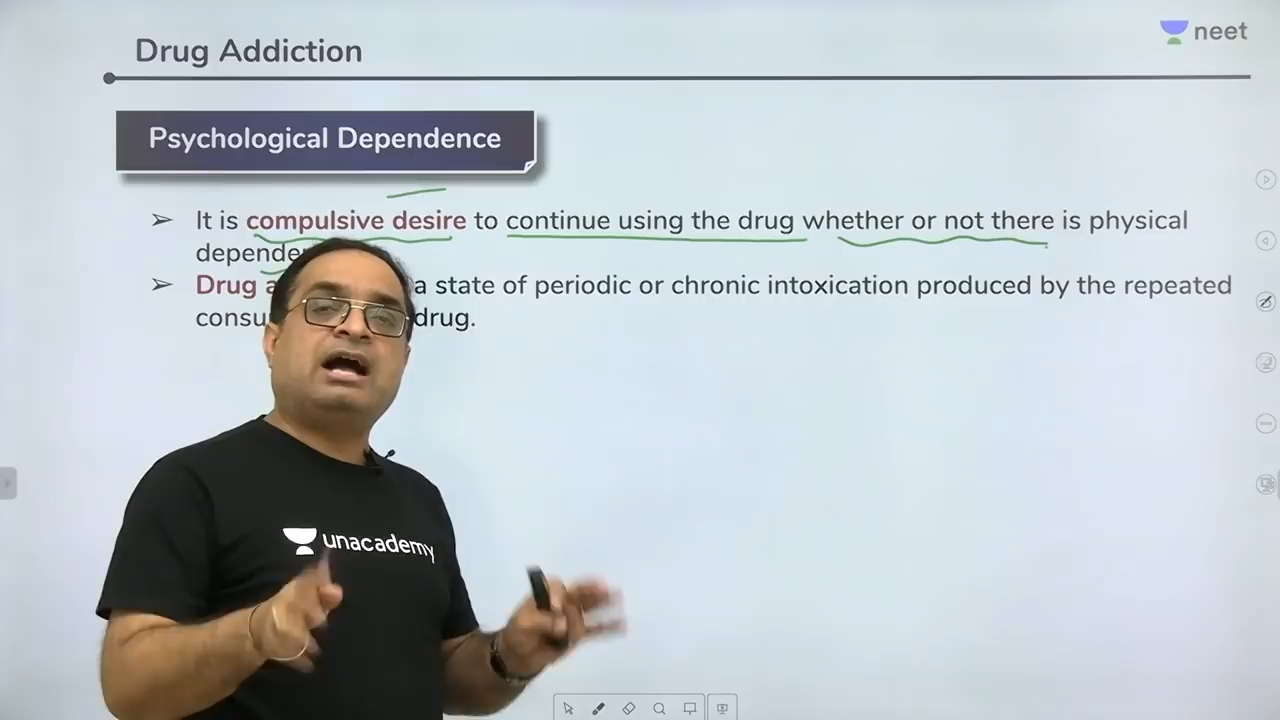 Drug Addiction
neet
Psychological Dependence
➢ It is compulsive desire to continue using the drug whether or not there is physical
depende
➢ Drug a a state of periodic or chronic intoxication produced by the repeated
consu drug.
unacademy